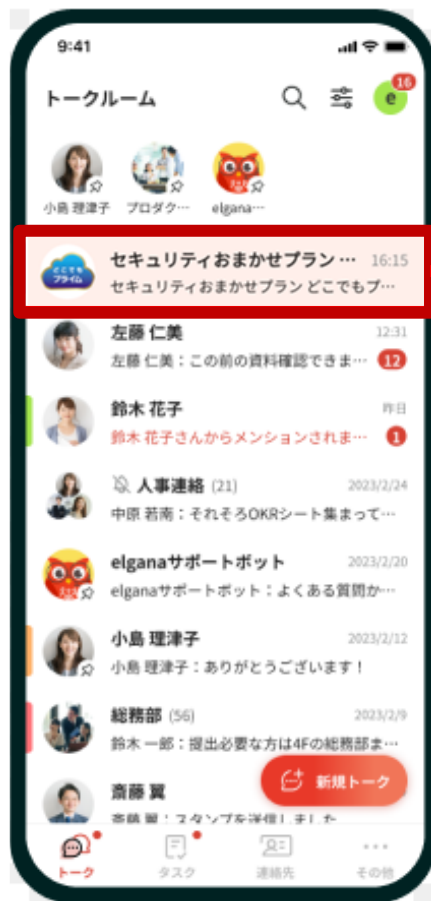 9:41
トークルーム
16
e
小島 理津子
プロダク…
elgana…
どこでも
プライム
セキュリティおまかせプラン …
16:15
セキュリティおまかせプラン どこでもプ…
左藤 仁美
12:31
左藤 仁美：この前の資料確認できま…
12
鈴木 花子
昨日
鈴木 花子さんからメンションされま…
1
人事連絡 (21)
2023/2/24
中原 若南：それそろOKRシート集まって…
elganaサポートボット
2023/2/20
elganaサポートボット：よくある質問か…
小島 理津子
2023/2/12
小島 理津子：ありがとうございます！
総務部 (56)
2023/2/9
鈴木 一郎：提出必要な方は4Fの総務部ま…
斎藤 翼
新規トーク
斎藤 翼：スタンプを送信しました
トーク
タスク
連絡先
その他